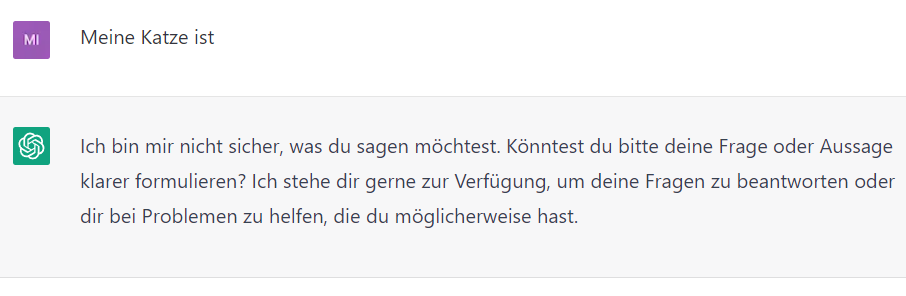 MI
Meine Katze ist
Ich bin mir nicht sicher, was du sagen möchtest. Könntest du bitte deine Frage oder Aussage
klarer formulieren? Ich stehe dir gerne zur Verfügung, um deine Fragen zu beantworten oder
dir bei Problemen zu helfen, die du möglicherweise hast.